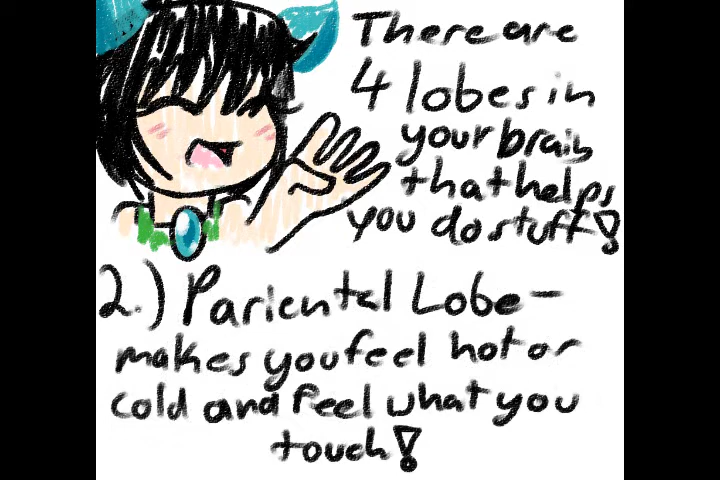 There are
4 lobes in
your brain
that helps
you do stuff!
2.) Pariental Lobe-
makes you feel hot or
cold and feel what you
touch!